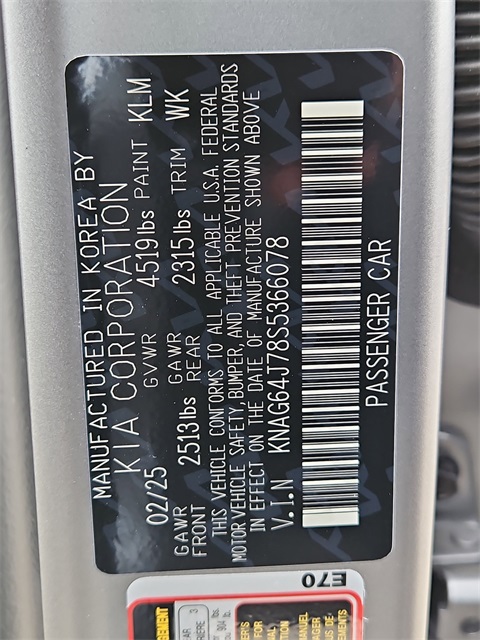 MANUFACTURED IN KOREA BY
KIA CORPORATION
02/25 GVWR 4519lbs PAINT KLM
GAWR FRONT 2513lbs GAWR REAR 2315lbs TRIM WK
THIS VEHICLE CONFORMS TO ALL APPLICABLE U.S.A. FEDERAL
MOTOR VEHICLE SAFETY, BUMPER, AND THEFT PREVENTION STANDARDS
IN EFFECT ON THE DATE OF MANUFACTURE SHOWN ABOVE
V.I.N KNAG64J78S5366078
PASSENGER CAR
E70